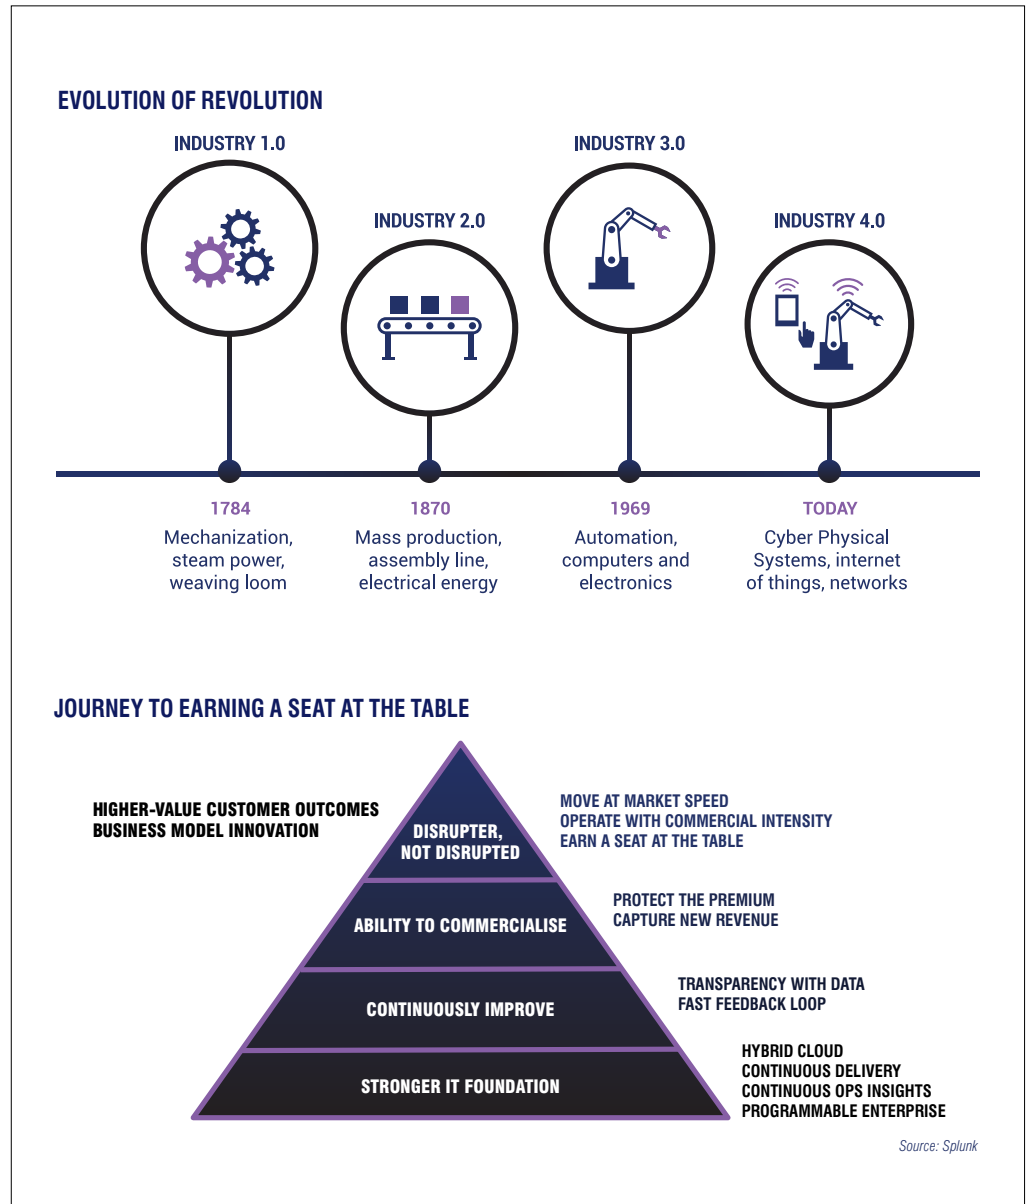 EVOLUTION OF REVOLUTION
INDUSTRY 1.0
INDUSTRY 2.0
INDUSTRY 3.0
INDUSTRY 4.0
1784
Mechanization,
steam power,
weaving loom
1870
Mass production,
assembly line,
electrical energy
1969
Automation,
computers and
electronics
TODAY
Cyber Physical
Systems, internet
of things, networks
JOURNEY TO EARNING A SEAT AT THE TABLE
HIGHER-VALUE CUSTOMER OUTCOMES
BUSINESS MODEL INNOVATION
DISRUPTER,
NOT DISRUPTED
MOVE AT MARKET SPEED
OPERATE WITH COMMERCIAL INTENSITY
EARN A SEAT AT THE TABLE
ABILITY TO COMMERCIALISE
PROTECT THE PREMIUM
CAPTURE NEW REVENUE
CONTINUOUSLY IMPROVE
TRANSPARENCY WITH DATA
FAST FEEDBACK LOOP
STRONGER IT FOUNDATION
HYBRID CLOUD
CONTINUOUS DELIVERY
CONTINUOUS OPS INSIGHTS
PROGRAMMABLE ENTERPRISE
Source: Splunk